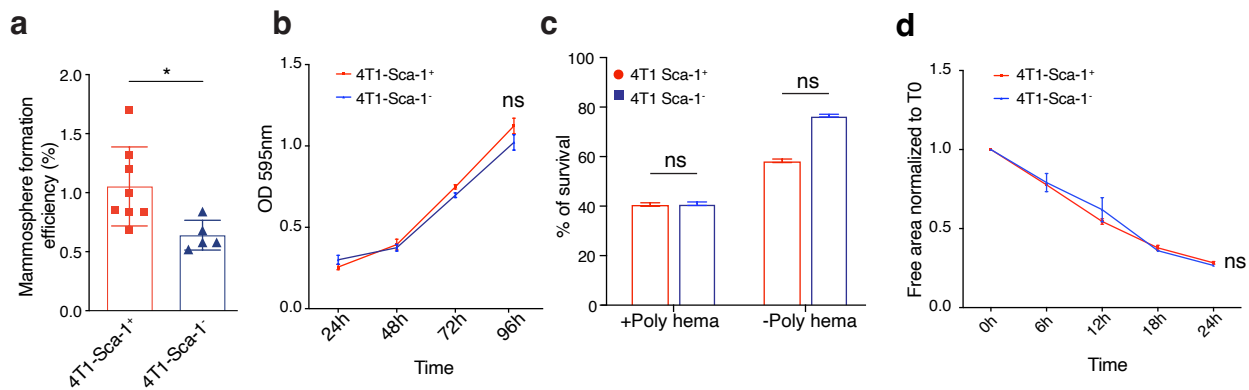 a
Mammosphere formation
efficiency (%)
2.0
1.5
1.0
0.5
0.0
*
4T1-Sca-1⁺
4T1-Sca-1⁻
b
OD 595nm
1.5
1.0
0.5
0.0
4T1-Sca-1⁺
4T1-Sca-1⁻
ns
24h
48h
72h
96h
Time
c
% of survival
100
80
60
40
20
0
4T1 Sca-1⁺
4T1 Sca-1⁻
ns
ns
+Poly hema
-Poly hema
d
Free area normalized to T0
1.5
1.0
0.5
0.0
4T1-Sca-1⁺
4T1-Sca-1⁻
ns
0h
6h
12h
18h
24h
Time